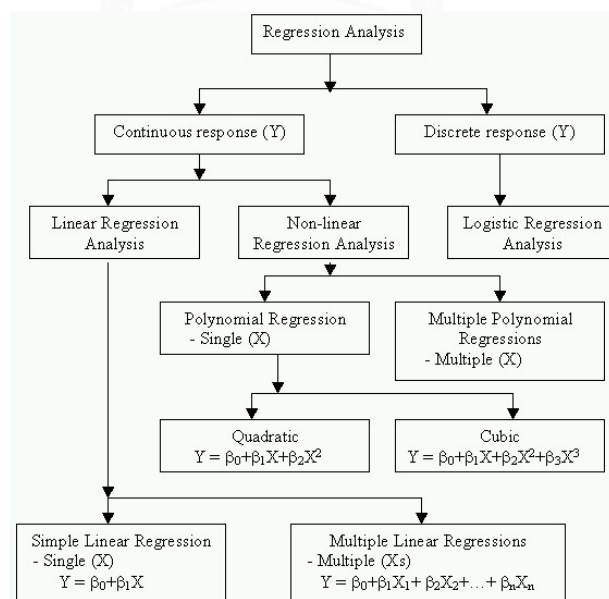 Regression Analysis
Continuous response (Y)
Discrete response (Y)
Linear Regression
Analysis
Non-linear
Regression Analysis
Logistic Regression
Analysis
Polynomial Regression
- Single (X)
Multiple Polynomial
Regressions
- Multiple (X)
Quadratic
Y = β₀+β₁X+β₂X²
Cubic
Y = β₀+β₁X+β₂X²+β₃X³
Simple Linear Regression
- Single (X)
Y = β₀+β₁X
Multiple Linear Regressions
- Multiple (Xs)
Y = β₀+β₁X₁+ β₂X₂+...+ βₙXₙ